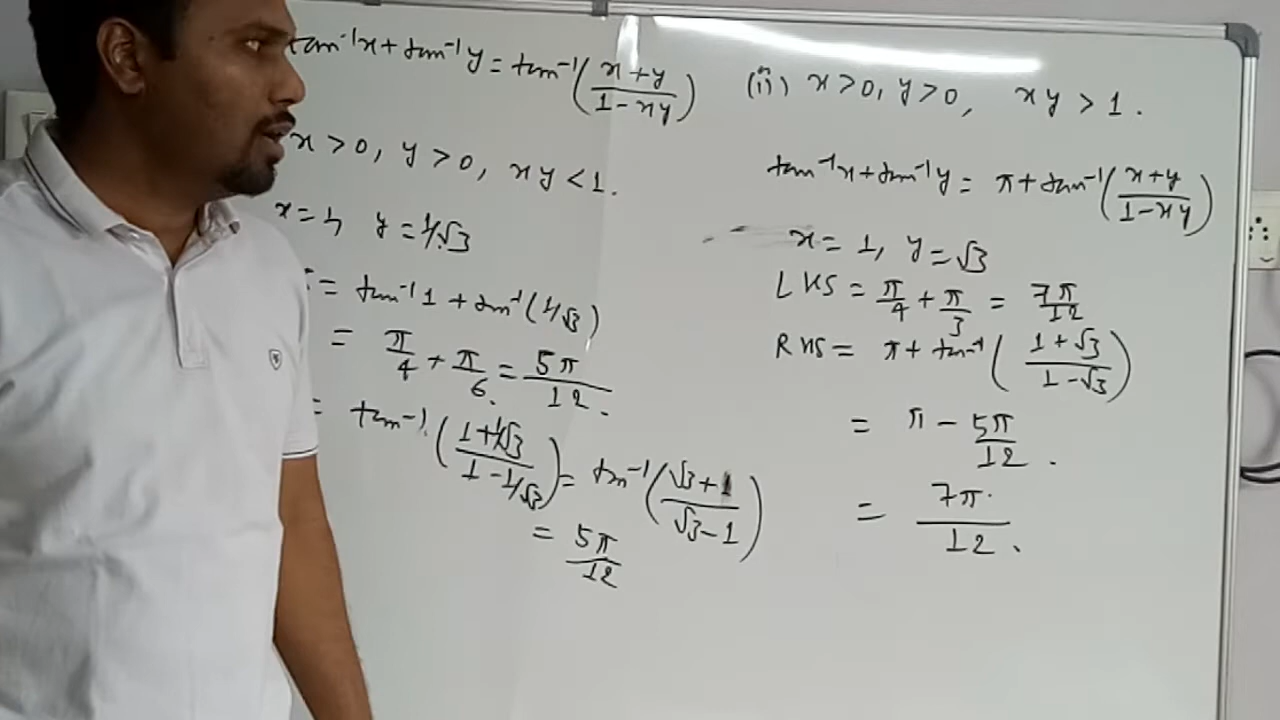 tan⁻¹x + tan⁻¹y = tan⁻¹((x + y)/(1 - xy))
x > 0, y > 0, xy < 1.
x = 1, y = 1/√3
= tan⁻¹1 + tan⁻¹(1/√3)
= π/4 + π/6 = 5π/12.
= tan⁻¹((1 + 1/√3)/(1 - 1/√3)) = tan⁻¹((√3 + 1)/(√3 - 1))
= 5π/12
(ii) x > 0, y > 0, xy > 1.
tan⁻¹x + tan⁻¹y = π + tan⁻¹((x + y)/(1 - xy))
x = 1, y = √3
LHS = π/4 + π/3 = 7π/12
RHS = π + tan⁻¹((1 + √3)/(1 - √3))
= π - 5π/12.
= 7π/12.